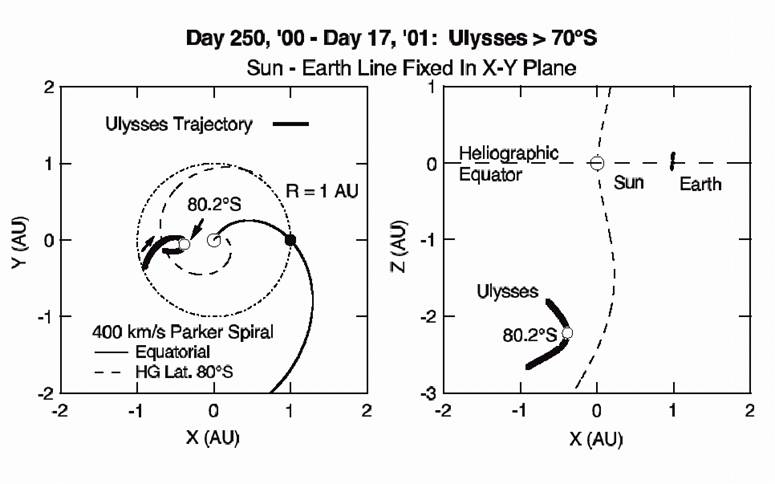 Day 250, '00 - Day 17, '01: Ulysses > 70°S
Sun - Earth Line Fixed In X-Y Plane
2
1
0
-1
-2
Y (AU)
Ulysses Trajectory
R = 1 AU
80.2°S
400 km/s Parker Spiral
Equatorial
HG Lat. 80°S
-2
-1
0
1
2
X (AU)
1
0
-1
-2
-3
Z (AU)
Heliographic
Equator
Sun
Earth
Ulysses
80.2°S
-2
-1
0
1
2
X (AU)